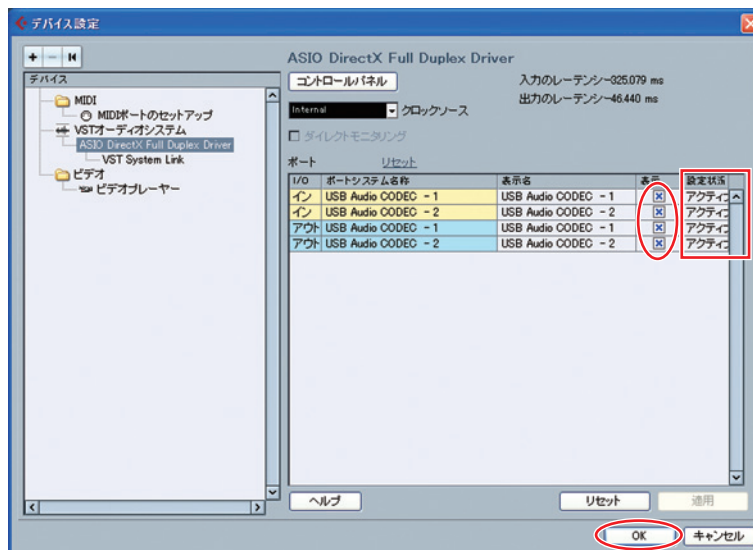 デバイス設定
ASIO DirectX Full Duplex Driver
デバイス
MIDI
MIDIポートのセットアップ
VSTオーディオシステム
ASIO DirectX Full Duplex Driver
VST System Link
ビデオ
ビデオプレーヤー
コントロールパネル
入力のレーテンシー325.079 ms
出力のレーテンシー46.440 ms
Internal クロックソース
ダイレクトモニタリング
ポート リセット
I/O ポートシステム名称 表示名 表示 設定状況
イン USB Audio CODEC - 1 USB Audio CODEC - 1 アクティブ
イン USB Audio CODEC - 2 USB Audio CODEC - 2 アクティブ
アウト USB Audio CODEC - 1 USB Audio CODEC - 1 アクティブ
アウト USB Audio CODEC - 2 USB Audio CODEC - 2 アクティブ
ヘルプ リセット 適用
OK キャンセル